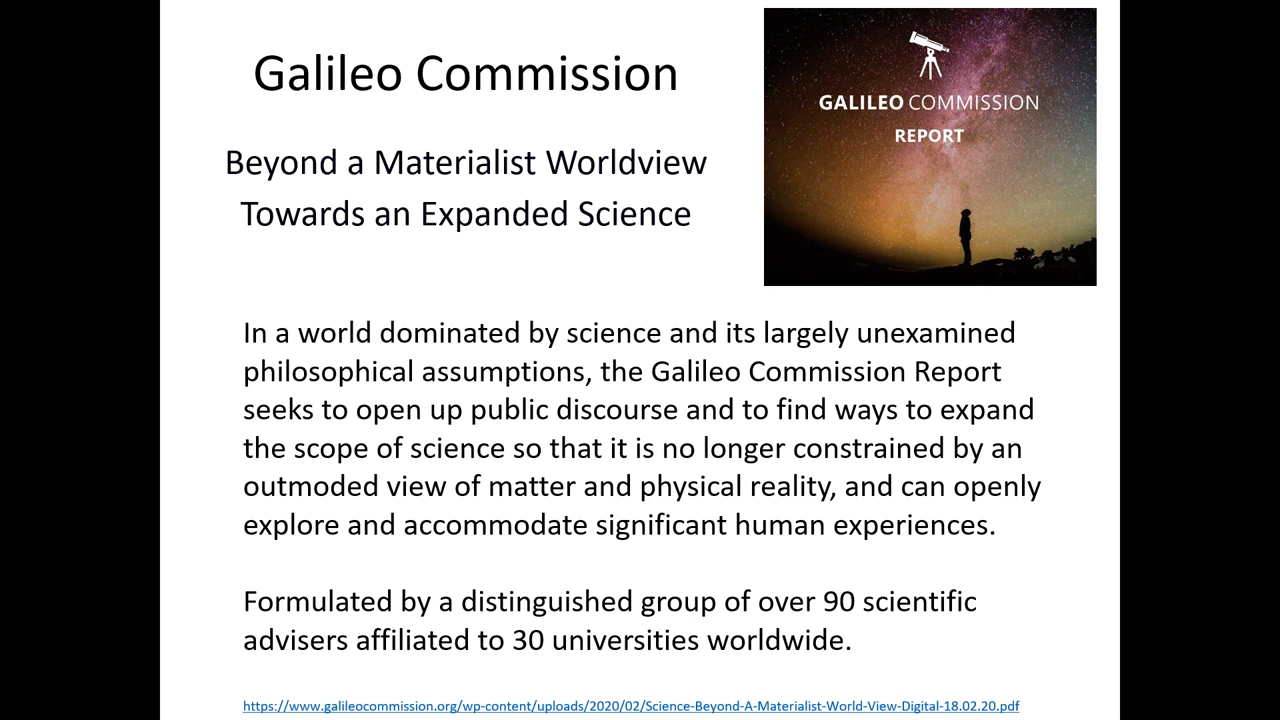 Galileo Commission
Beyond a Materialist Worldview
Towards an Expanded Science
GALILEO COMMISSION
REPORT
In a world dominated by science and its largely unexamined
philosophical assumptions, the Galileo Commission Report
seeks to open up public discourse and to find ways to expand
the scope of science so that it is no longer constrained by an
outmoded view of matter and physical reality, and can openly
explore and accommodate significant human experiences.
Formulated by a distinguished group of over 90 scientific
advisers affiliated to 30 universities worldwide.
https://www.galileocommission.org/wp-content/uploads/2020/02/Science-Beyond-A-Materialist-World-View-Digital-18.02.20.pdf